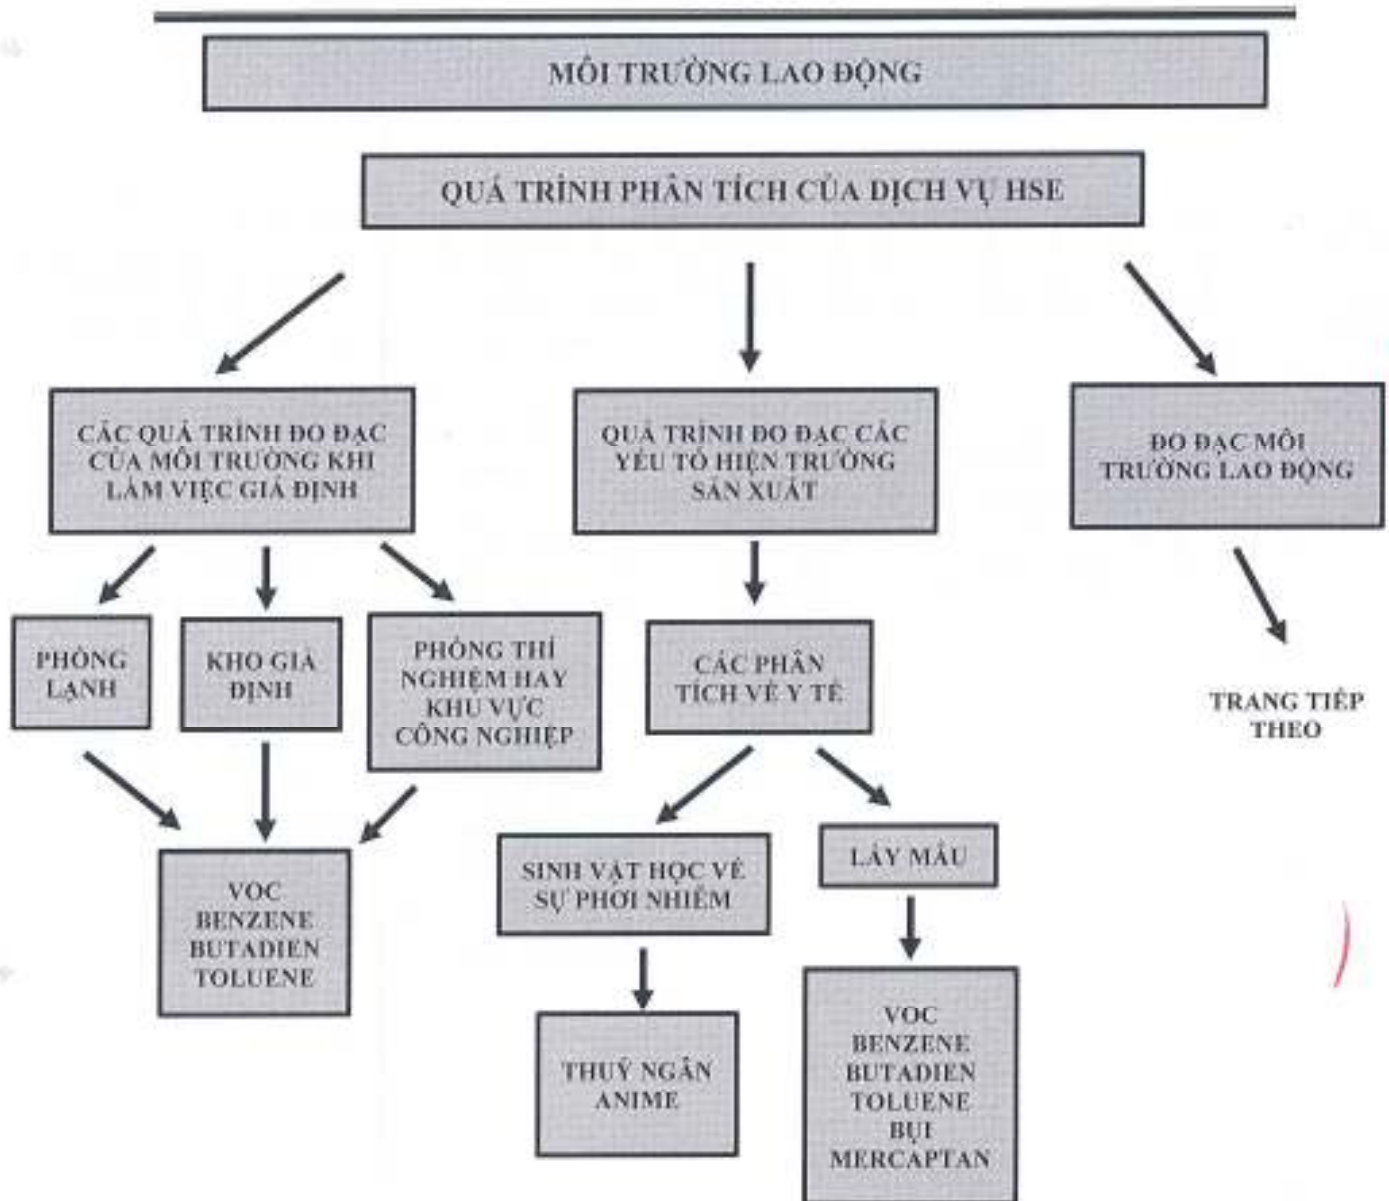 MÔI TRƯỜNG LAO ĐỘNG
QUÁ TRÌNH PHÂN TÍCH CỦA DỊCH VỤ HSE
CÁC QUÁ TRÌNH ĐO ĐẠC
CỦA MÔI TRƯỜNG KHI
LÀM VIỆC GIẢ ĐỊNH
QUÁ TRÌNH ĐO ĐẠC CÁC
YẾU TỐ HIỆN TRƯỜNG
SẢN XUẤT
ĐO ĐẠC MÔI
TRƯỜNG LAO ĐỘNG
PHÒNG
LẠNH
KHO GIẢ
ĐỊNH
PHÒNG THÍ
NGHIỆM HAY
KHU VỰC
CÔNG NGHIỆP
CÁC PHÂN
TÍCH VỀ Y TẾ
TRANG TIẾP
THEO
VOC
BENZENE
BUTADIEN
TOLUENE
SINH VẬT HỌC VỀ
SỰ PHƠI NHIỄM
LẤY MẪU
THUỶ NGÂN
ANIME
VOC
BENZENE
BUTADIEN
TOLUENE
BỤI
MERCAPTAN